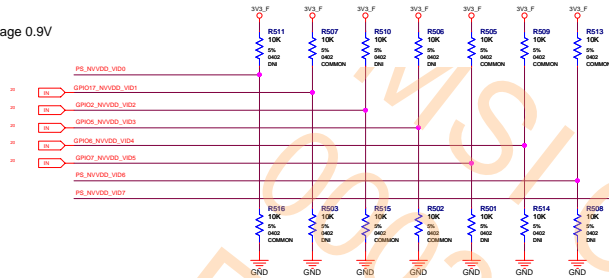 3V3_F 3V3_F 3V3_F 3V3_F 3V3_F 3V3_F 3V3_F
age 0.9V
R511 R507 R510 R506 R505 R509 R513
10K 10K 10K 10K 10K 10K 10K
5% 5% 5% 5% 5% 5% 5%
0402 0402 0402 0402 0402 0402 0402
DNI COMMON DNI COMMON COMMON COMMON COMMON
PS_NVVDD_VID0
IN GPIO17_NVVDD_VID1
IN GPIO2_NVVDD_VID2
IN GPIO5_NVVDD_VID3
IN GPIO6_NVVDD_VID4
IN GPIO7_NVVDD_VID5
PS_NVVDD_VID6
PS_NVVDD_VID7
R516 R503 R515 R502 R501 R514 R508
10K 10K 10K 10K 10K 10K 10K
5% 5% 5% 5% 5% 5% 5%
0402 0402 0402 0402 0402 0402 0402
COMMON DNI COMMON COMMON DNI DNI DNI
GND GND GND GND GND GND GND